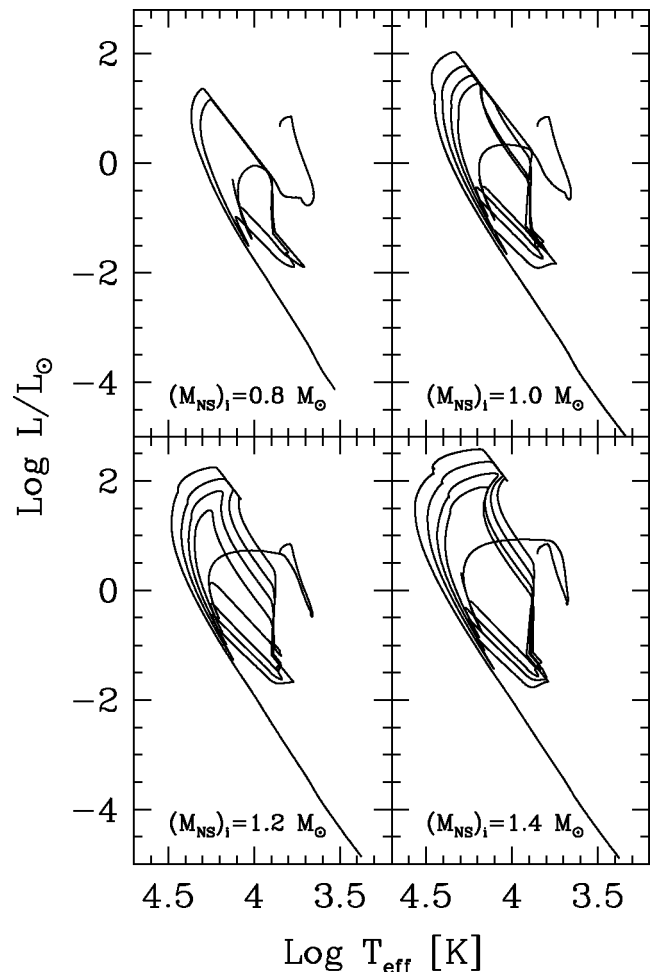 2
0
−2
−4
(M_NS)_i=0.8 M_⊙
(M_NS)_i=1.0 M_⊙
Log L/L_⊙
2
0
−2
−4
(M_NS)_i=1.2 M_⊙
(M_NS)_i=1.4 M_⊙
4.5 4 3.5 4.5 4 3.5
Log T_eff [K]